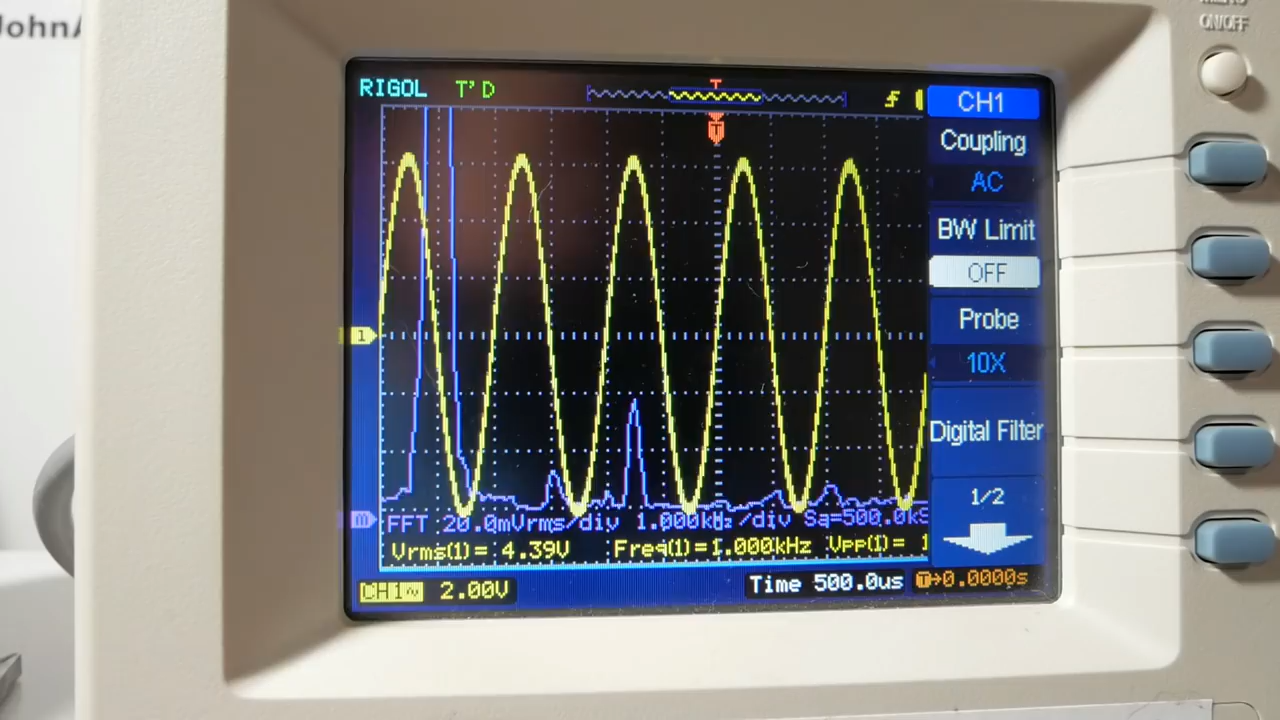 JohnA
ON/OFF
RIGOL T'D T
CH1
T
Coupling
AC
BW Limit
OFF
1
Probe
10X
Digital Filter
1/2
m FFT 20.0mVrms/div 1.000kHz/div Sa=500.0kS
Vrms(1)= 4.39V Freq(1)=1.000kHz Vpp(1)= 1
CH1 2.00V Time 500.0us T→0.0000s